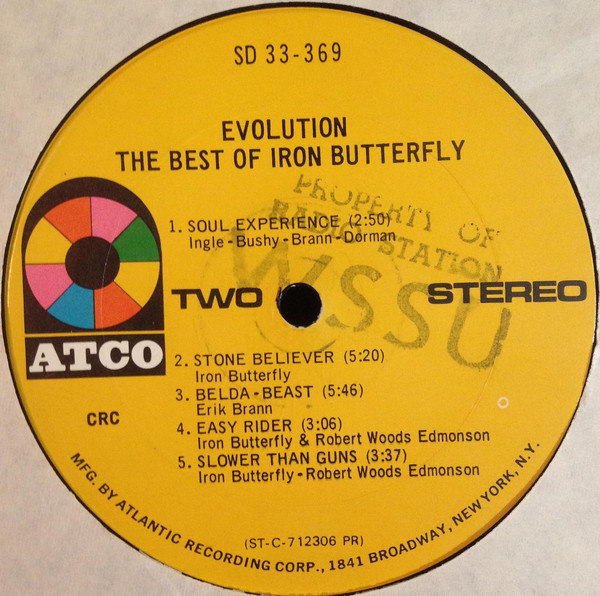 SD 33-369
EVOLUTION
THE BEST OF IRON BUTTERFLY
PROPERTY OF
RADIO STATION
WSSU
1. SOUL EXPERIENCE (2:50)
Ingle-Bushy-Brann-Dorman
TWO
STEREO
ATCO
2. STONE BELIEVER (5:20)
Iron Butterfly
3. BELDA-BEAST (5:46)
Erik Brann
CRC
4. EASY RIDER (3:06)
Iron Butterfly & Robert Woods Edmonson
5. SLOWER THAN GUNS (3:37)
Iron Butterfly-Robert Woods Edmonson
(ST-C-712306 PR)
MFG. BY ATLANTIC RECORDING CORP., 1841 BROADWAY, NEW YORK, N.Y.